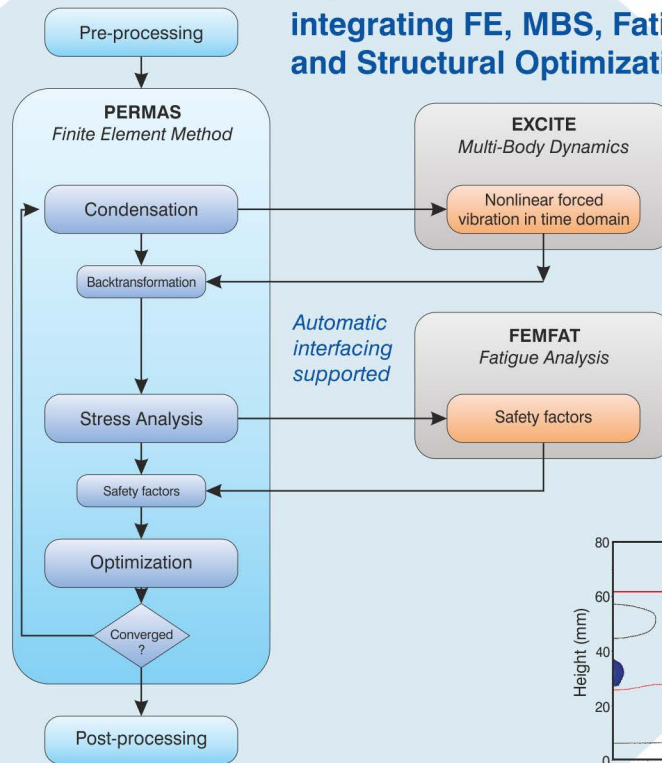 integrating FE, MBS,
and Structural
Pre-processing
PERMAS
Finite Element Method
Condensation
Backtransformation
Stress Analysis
Safety factors
Optimization
Converged
?
Post-processing
EXCITE
Multi-Body Dynamics
Nonlinear forced
vibration in time domain
Automatic
interfacing
supported
FEMFAT
Fatigue Analysis
Safety factors
Height (mm)
80
60
40
20
0